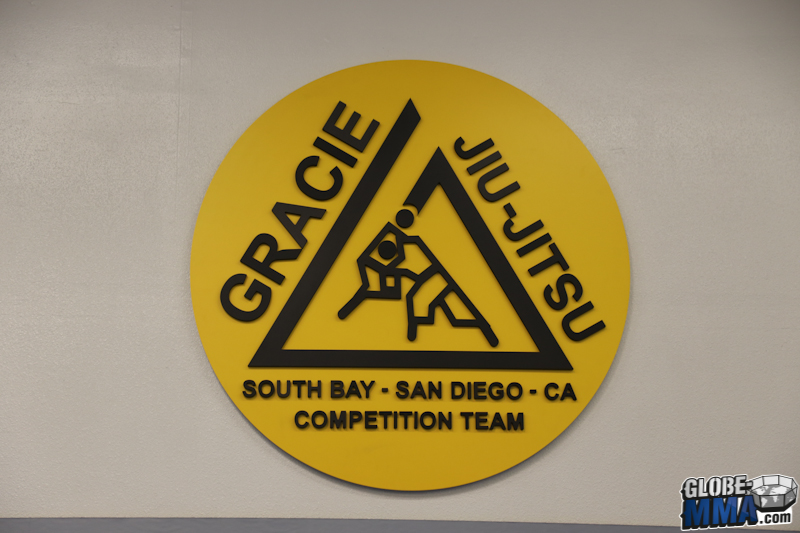 GRACIE
JIU-JITSU
SOUTH BAY - SAN DIEGO - CA
COMPETITION TEAM
GLOBE-
MMA.com